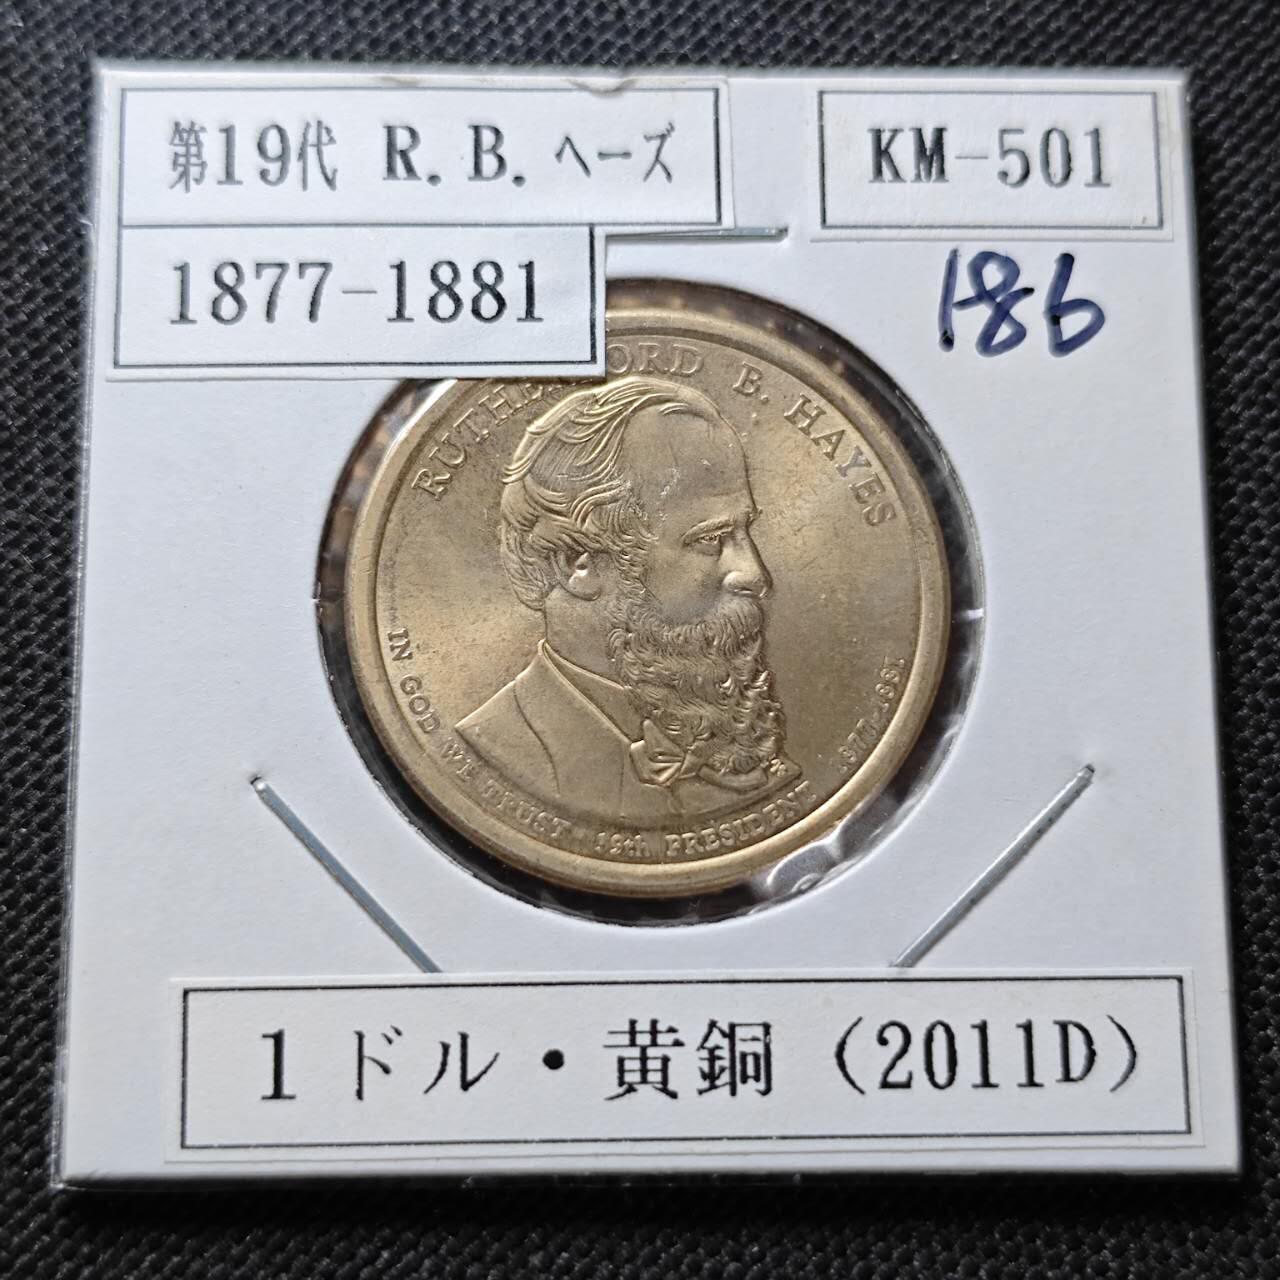 第19代 R.B.ヘーズ
KM-501
1877-1881
186
RUTHERFORD B. HAYES
IN GOD WE TRUST
19th PRESIDENT
1877-1881
1ドル・黄銅(2011D)